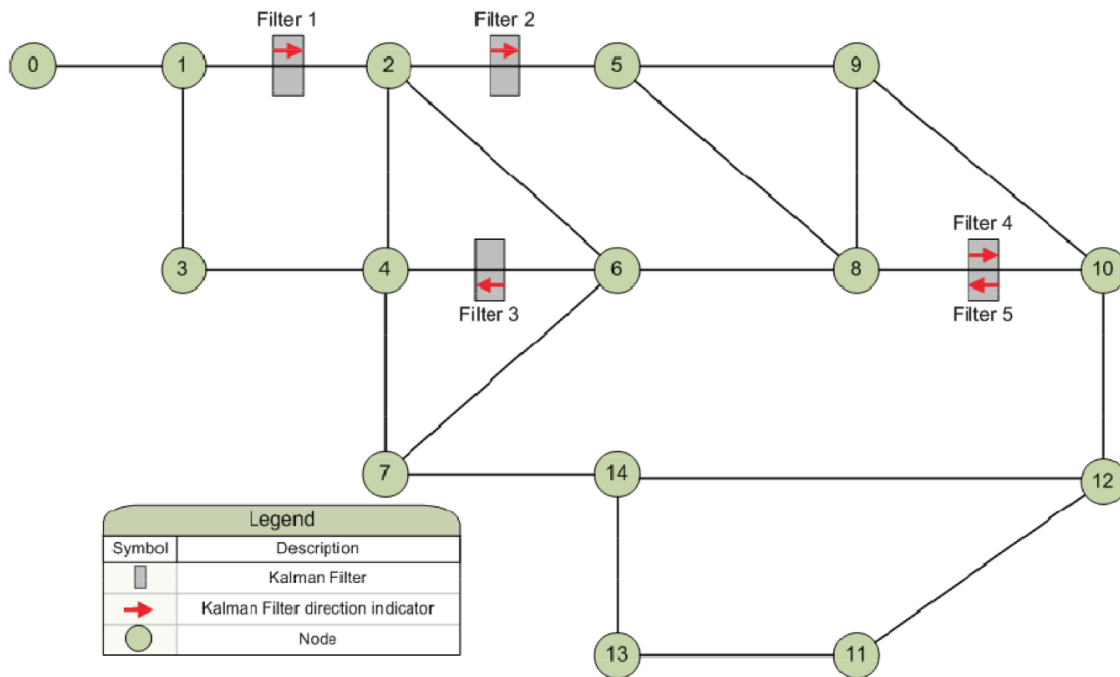 Filter 1
Filter 2
0
1
2
5
9
Filter 4
3
4
6
8
10
Filter 3
Filter 5
7
14
12
Legend
Symbol
Description
Kalman Filter
Kalman Filter direction indicator
Node
13
11